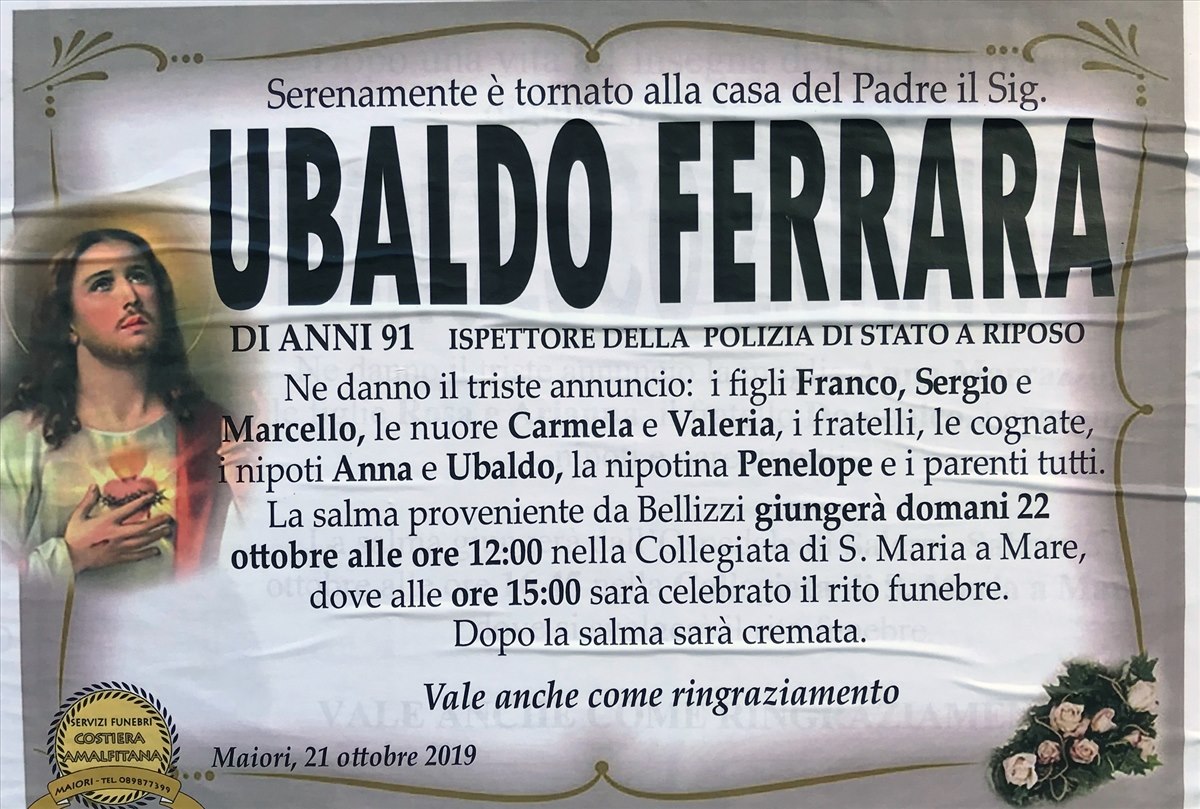 Serenamente è tornato alla casa del Padre il Sig.
UBALDO FERRARA
DI ANNI 91 ISPETTORE DELLA POLIZIA DI STATO A RIPOSO
Ne danno il triste annuncio: i figli Franco, Sergio e
Marcello, le nuore Carmela e Valeria, i fratelli, le cognate,
i nipoti Anna e Ubaldo, la nipotina Penelope e i parenti tutti.
La salma proveniente da Bellizzi giungerà domani 22
ottobre alle ore 12:00 nella Collegiata di S. Maria a Mare,
dove alle ore 15:00 sarà celebrato il rito funebre.
Dopo la salma sarà cremata.
Vale anche come ringraziamento
Maiori, 21 ottobre 2019
SERVIZI FUNEBRI
COSTIERA
AMALFITANA
MAIORI - TEL. 089877399